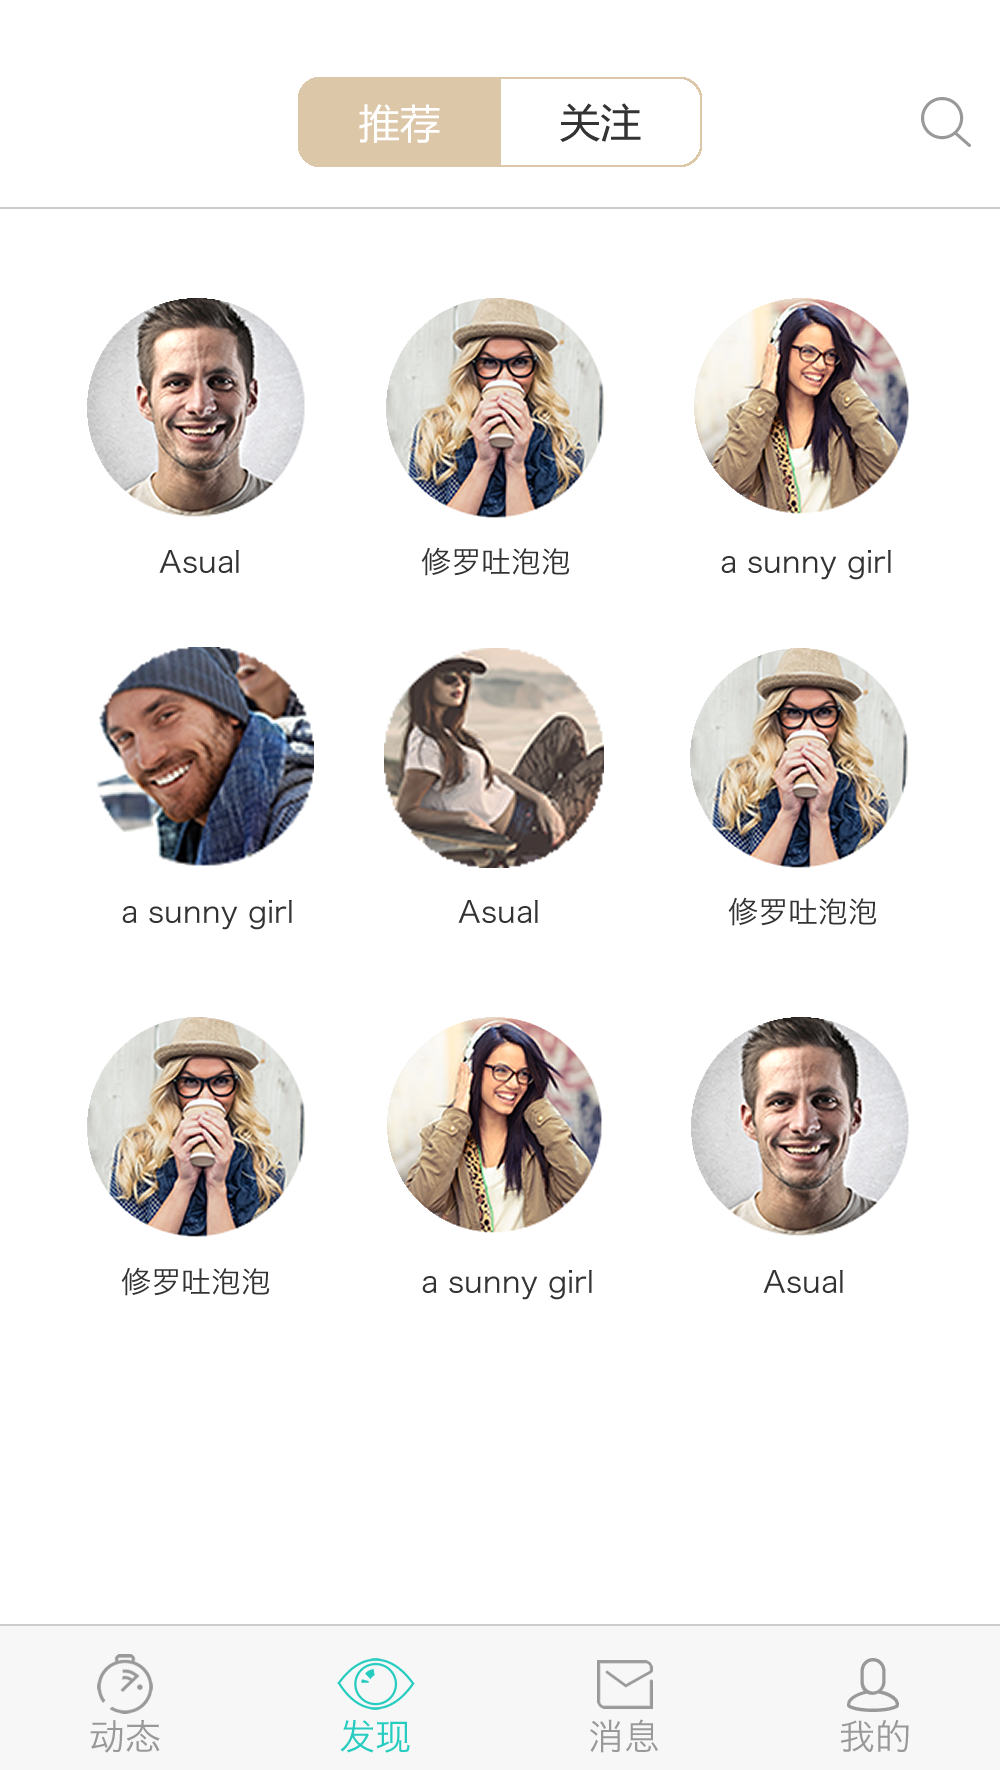 推荐 关注
Asual 修罗吐泡泡 a sunny girl
a sunny girl Asual 修罗吐泡泡
修罗吐泡泡 a sunny girl Asual
动态 发现 消息 我的